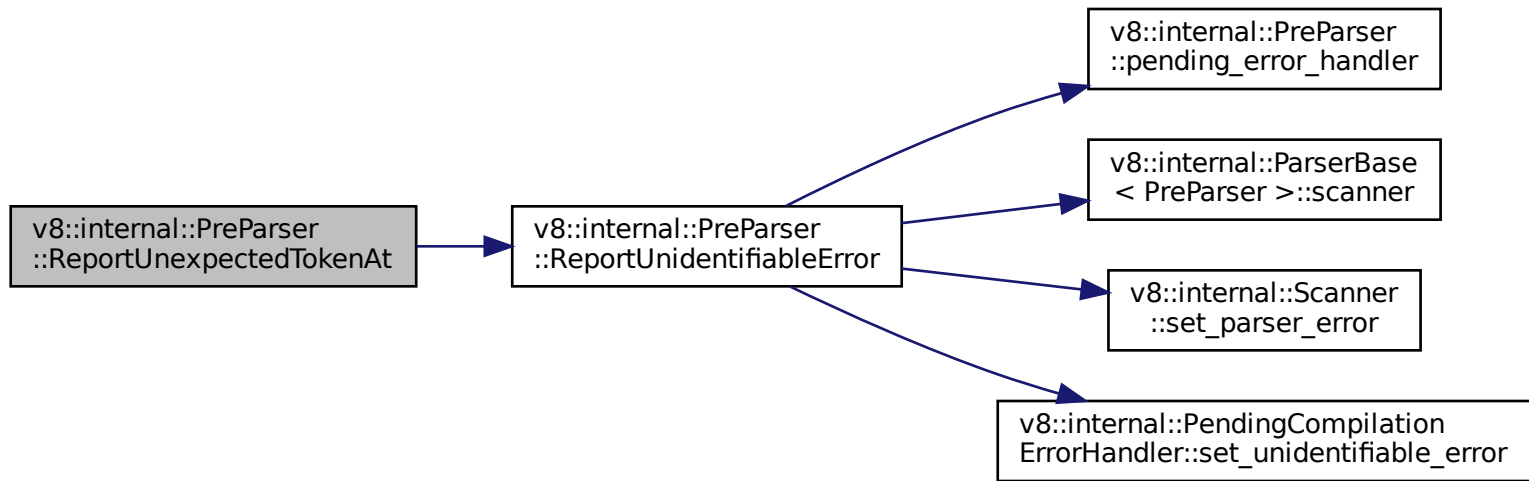 v8::internal::PreParser
::ReportUnexpectedTokenAt
v8::internal::PreParser
::ReportUnidentifiableError
v8::internal::PreParser
::pending_error_handler
v8::internal::ParserBase
< PreParser >::scanner
v8::internal::Scanner
::set_parser_error
v8::internal::PendingCompilation
ErrorHandler::set_unidentifiable_error